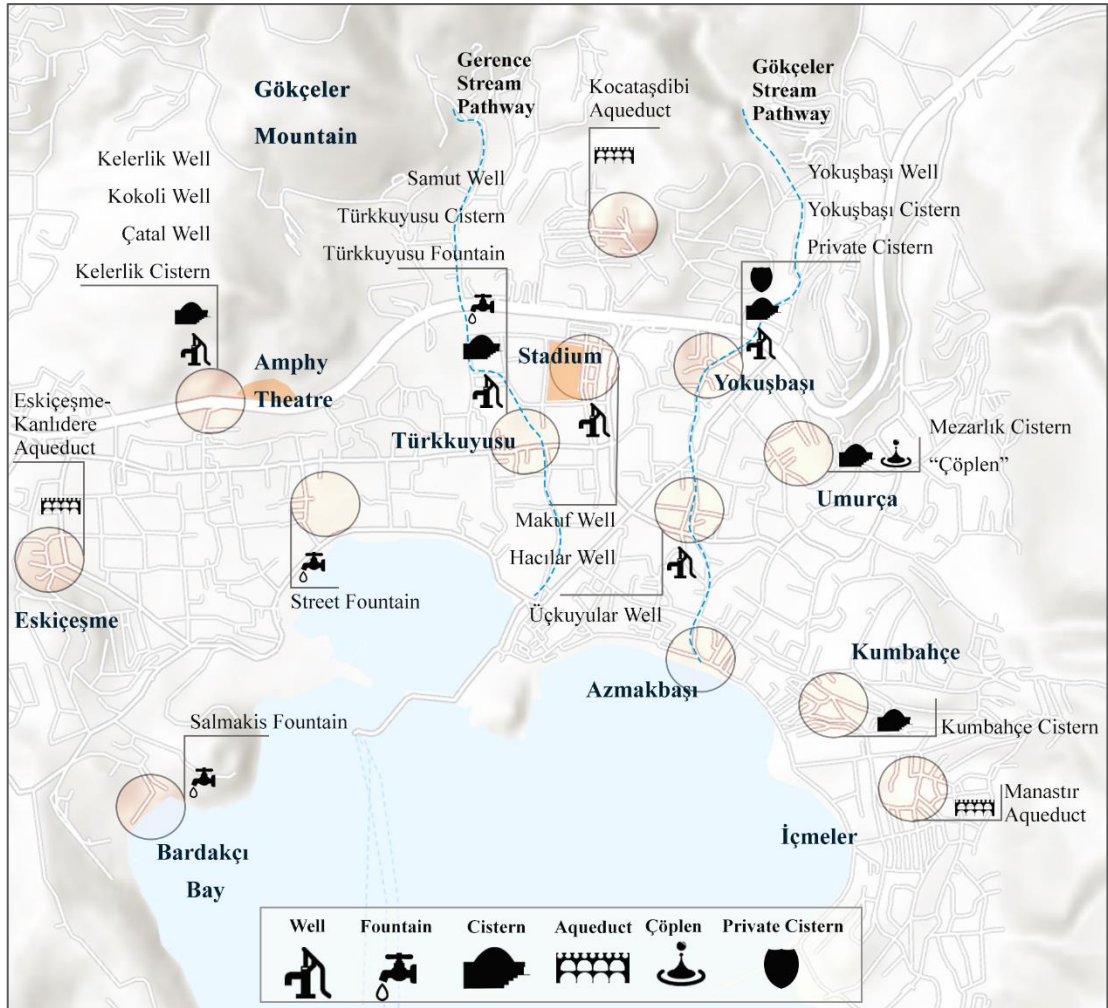 Gerence
Stream
Pathway
Kocataşdibi
Aqueduct
Gökçeler
Stream
Pathway
Gökçeler
Mountain
Kelerlik Well
Kokoli Well
Çatal Well
Kelerlik Cistern
Samut Well
Türkkuyusu Cistern
Türkkuyusu Fountain
Yokuşbaşı Well
Yokuşbaşı Cistern
Private Cistern
Amphy
Theatre
Stadium
Yokuşbaşı
Eskiçeşme-
Kanlıdere
Aqueduct
Türkkuyusu
Mezarlık Cistern
“Çöplen”
Umurça
Makuf Well
Hacılar Well
Street Fountain
Üçkuyular Well
Eskiçeşme
Kumbahçe
Azmakbaşı
Salmakis Fountain
Kumbahçe Cistern
Manastır
Aqueduct
İçmeler
Bardakçı
Bay
Well
Fountain
Cistern
Aqueduct
Çöplen
Private Cistern